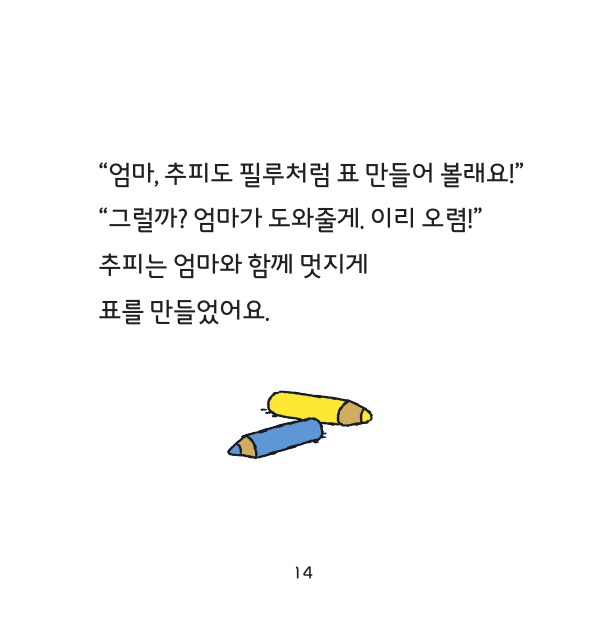 “엄마, 추피도 필루처럼 표 만들어 볼래요!”
“그럴까? 엄마가 도와줄게. 이리 오렴!”
추피는 엄마와 함께 멋지게
표를 만들었어요.
14